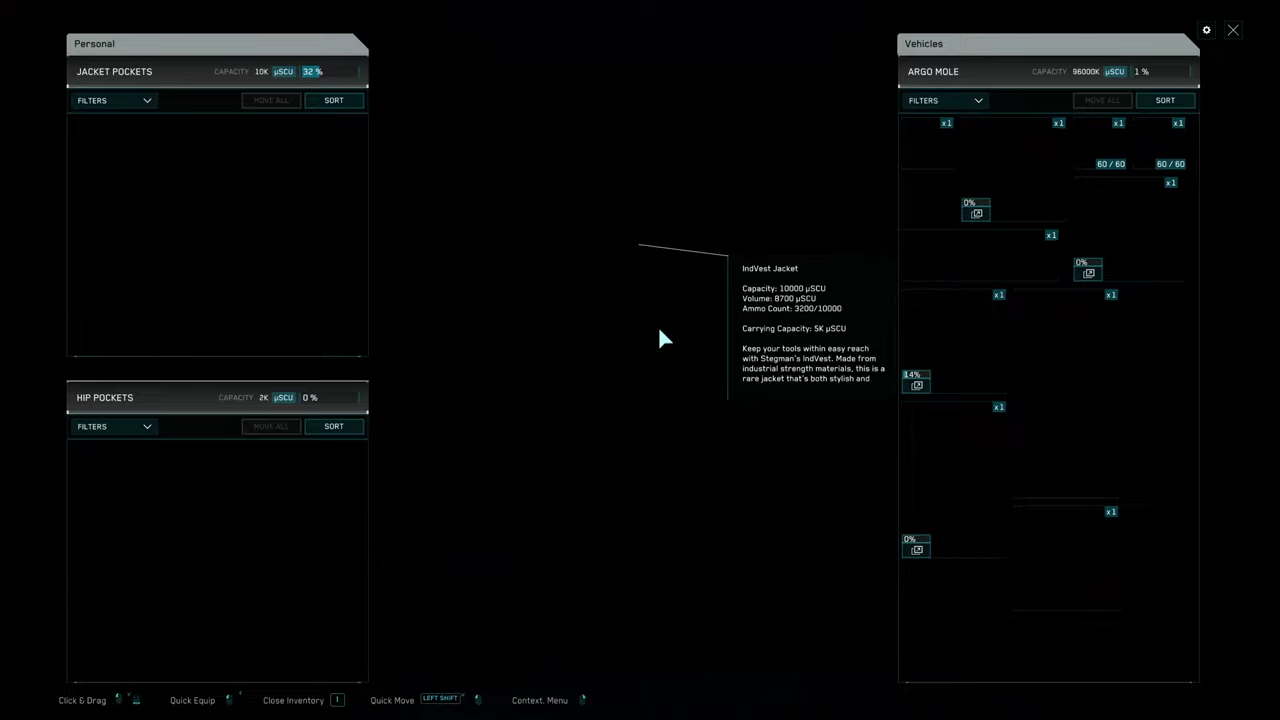 Personal
JACKET POCKETS CAPACITY 10K µSCU 32 %
FILTERS MOVE ALL SORT
HIP POCKETS CAPACITY 2K µSCU 0 %
FILTERS MOVE ALL SORT
IndVest Jacket
Capacity: 10000 µSCU
Volume: 8700 µSCU
Ammo Count: 3200/10000
Carrying Capacity: 5K µSCU
Keep your tools within easy reach
with Stegman's IndVest. Made from
industrial strength materials, this is a
rare jacket that's both stylish and
Vehicles
ARGO MOLE CAPACITY 96000K µSCU 1 %
FILTERS MOVE ALL SORT
x1 x1 x1 x1
60 / 60 60 / 60
x1
0%
x1
0%
x1 x1
14%
x1
x1
0%
Click & Drag Quick Equip Close Inventory I Quick Move LEFT SHIFT Context. Menu